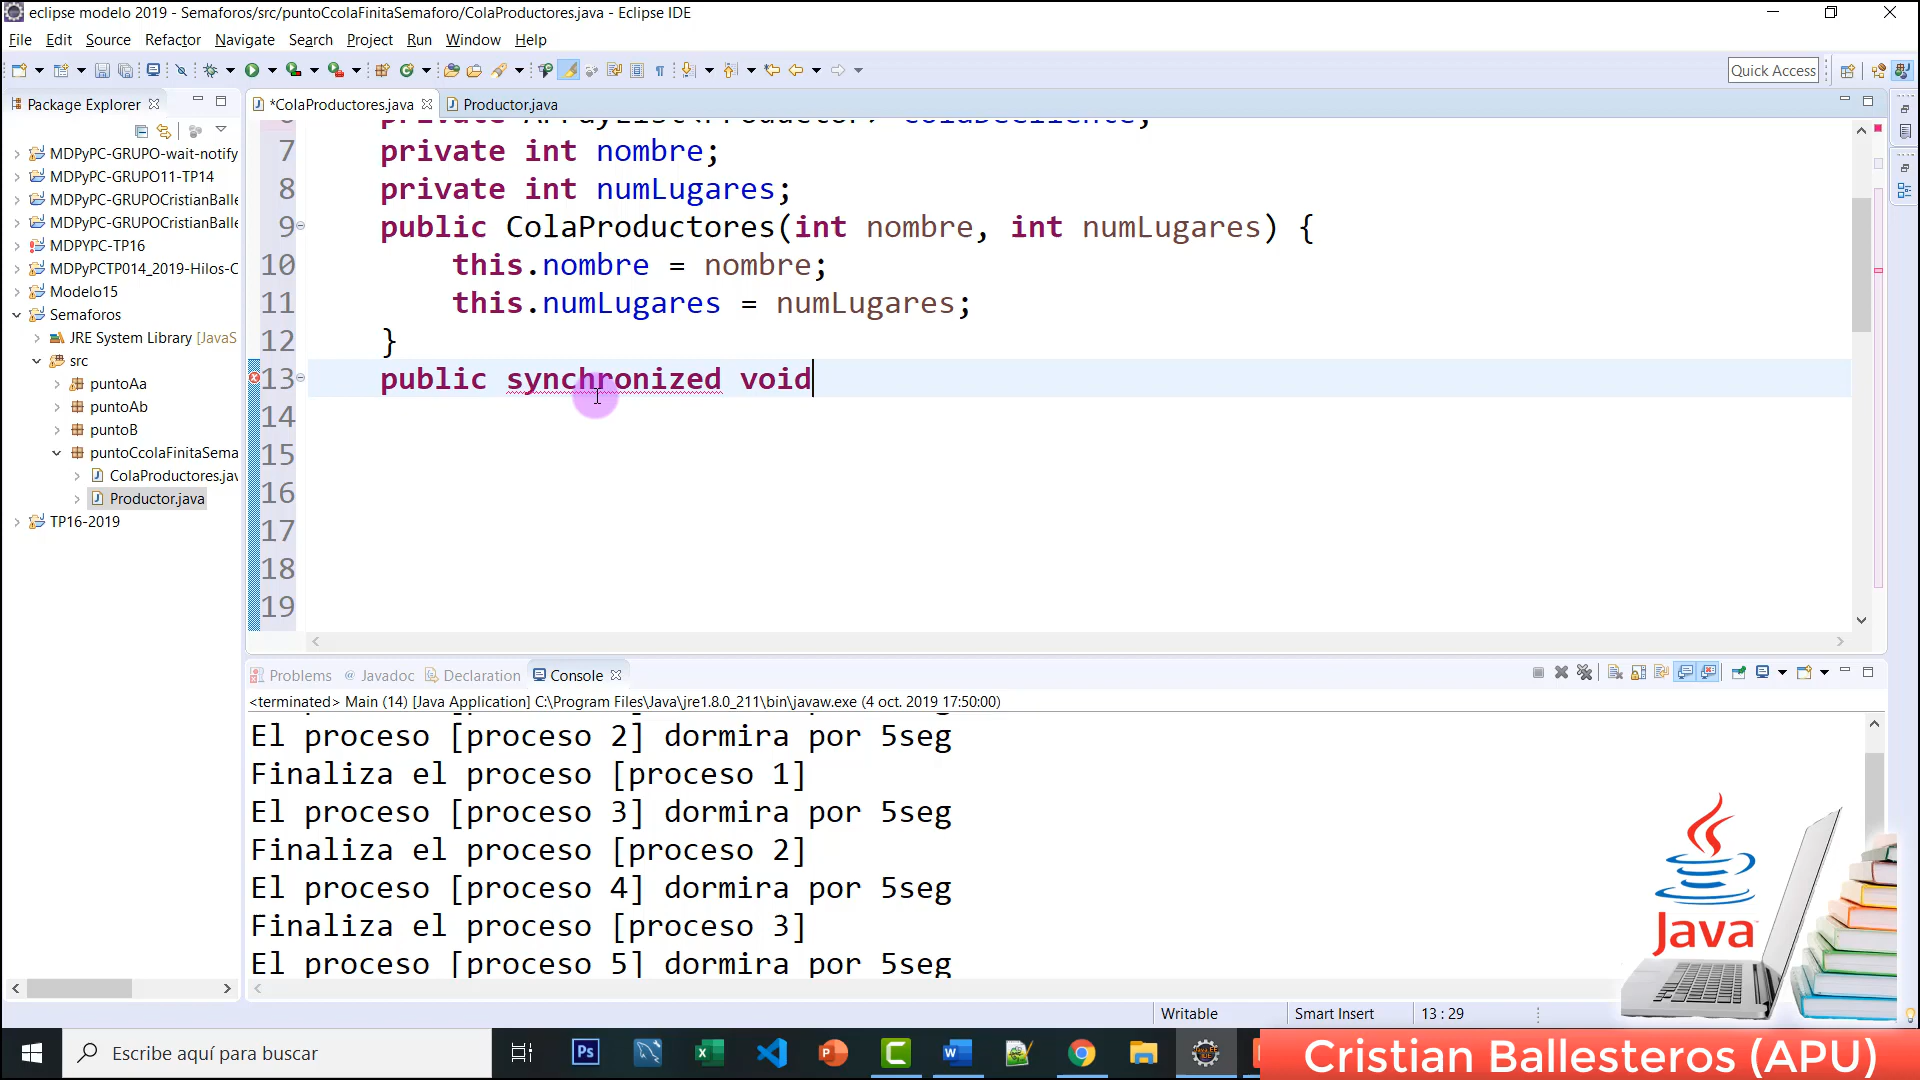 eclipse modelo 2019 - Semaforos/src/puntoCcolaFinitaSemaforo/ColaProductores.java - Eclipse IDE
File Edit Source Refactor Navigate Search Project Run Window Help
Quick Access
Package Explorer
*ColaProductores.java
Productor.java
MDPyPC-GRUPO-wait-notify
MDPyPC-GRUPO11-TP14
MDPyPC-GRUPOCristianBalle
MDPyPC-GRUPOCristianBalle
MDPYPC-TP16
MDPyPCTP014_2019-Hilos-C
Modelo15
Semaforos
JRE System Library [JavaS
src
puntoAa
puntoAb
puntoB
puntoCcolaFinitaSema
ColaProductores.jav
Productor.java
TP16-2019
private ArrayList<Productor> colaDeCliente;
7 private int nombre;
8 private int numLugares;
9 public ColaProductores(int nombre, int numLugares) {
10 this.nombre = nombre;
11 this.numLugares = numLugares;
12 }
13 public synchronized void
14
15
16
17
18
19
Problems @ Javadoc Declaration Console
<terminated> Main (14) [Java Application] C:\Program Files\Java\jre1.8.0_211\bin\javaw.exe (4 oct. 2019 17:50:00)
El proceso [proceso 2] dormira por 5seg
Finaliza el proceso [proceso 1]
El proceso [proceso 3] dormira por 5seg
Finaliza el proceso [proceso 2]
El proceso [proceso 4] dormira por 5seg
Finaliza el proceso [proceso 3]
El proceso [proceso 5] dormira por 5seg
Java
Writable Smart Insert 13 : 29
Escribe aquí para buscar
Cristian Ballesteros (APU)